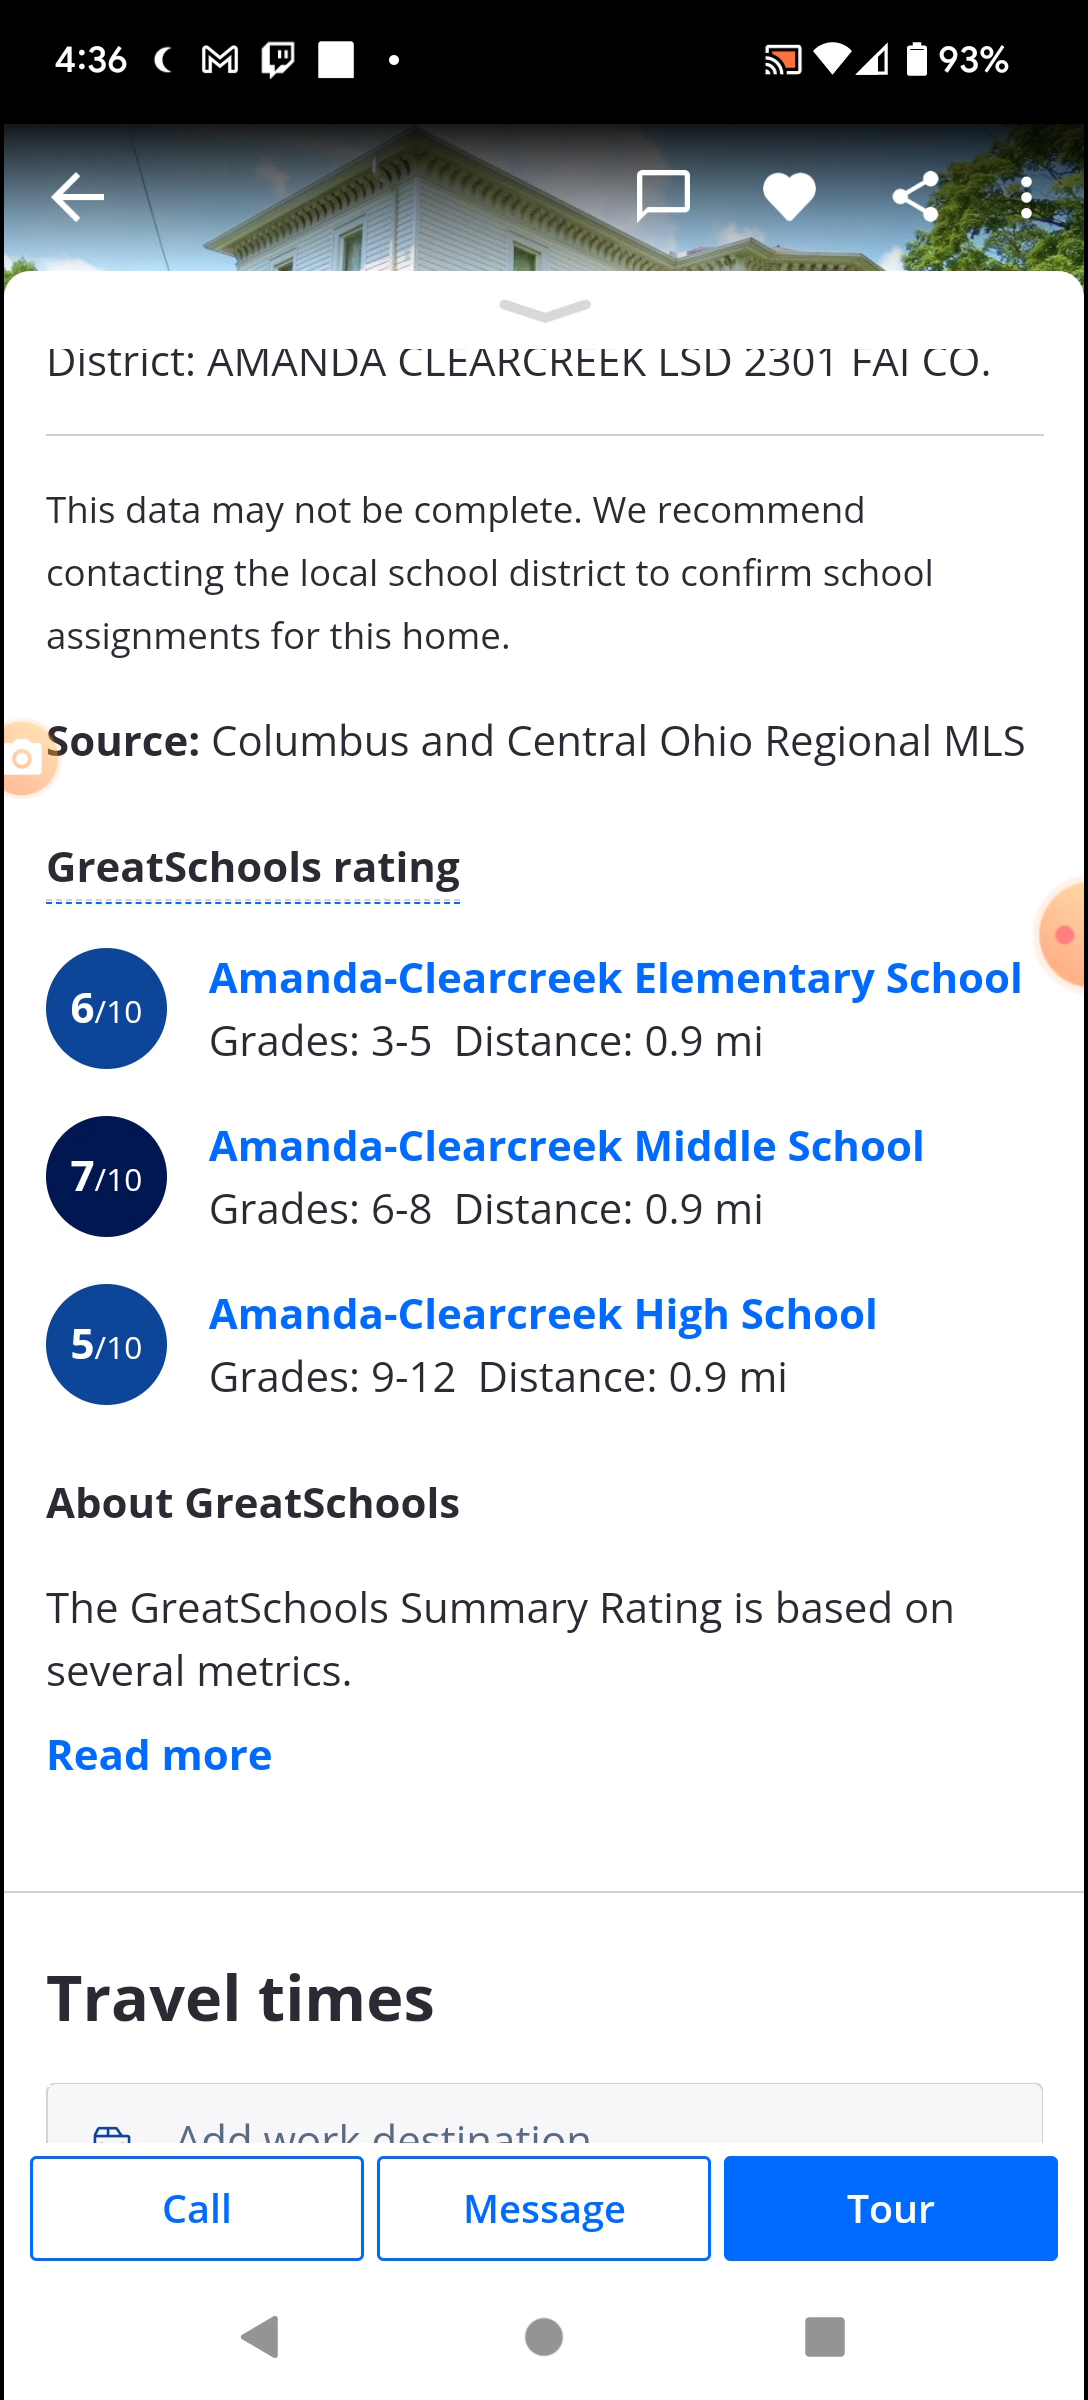 4:36
93%
District: AMANDA CLEARCREEK LSD 2301 FAI CO.
This data may not be complete. We recommend
contacting the local school district to confirm school
assignments for this home.
Source: Columbus and Central Ohio Regional MLS
GreatSchools rating
6/10
Amanda-Clearcreek Elementary School
Grades: 3-5 Distance: 0.9 mi
7/10
Amanda-Clearcreek Middle School
Grades: 6-8 Distance: 0.9 mi
5/10
Amanda-Clearcreek High School
Grades: 9-12 Distance: 0.9 mi
About GreatSchools
The GreatSchools Summary Rating is based on
several metrics.
Read more
Travel times
Add work destination
Call
Message
Tour